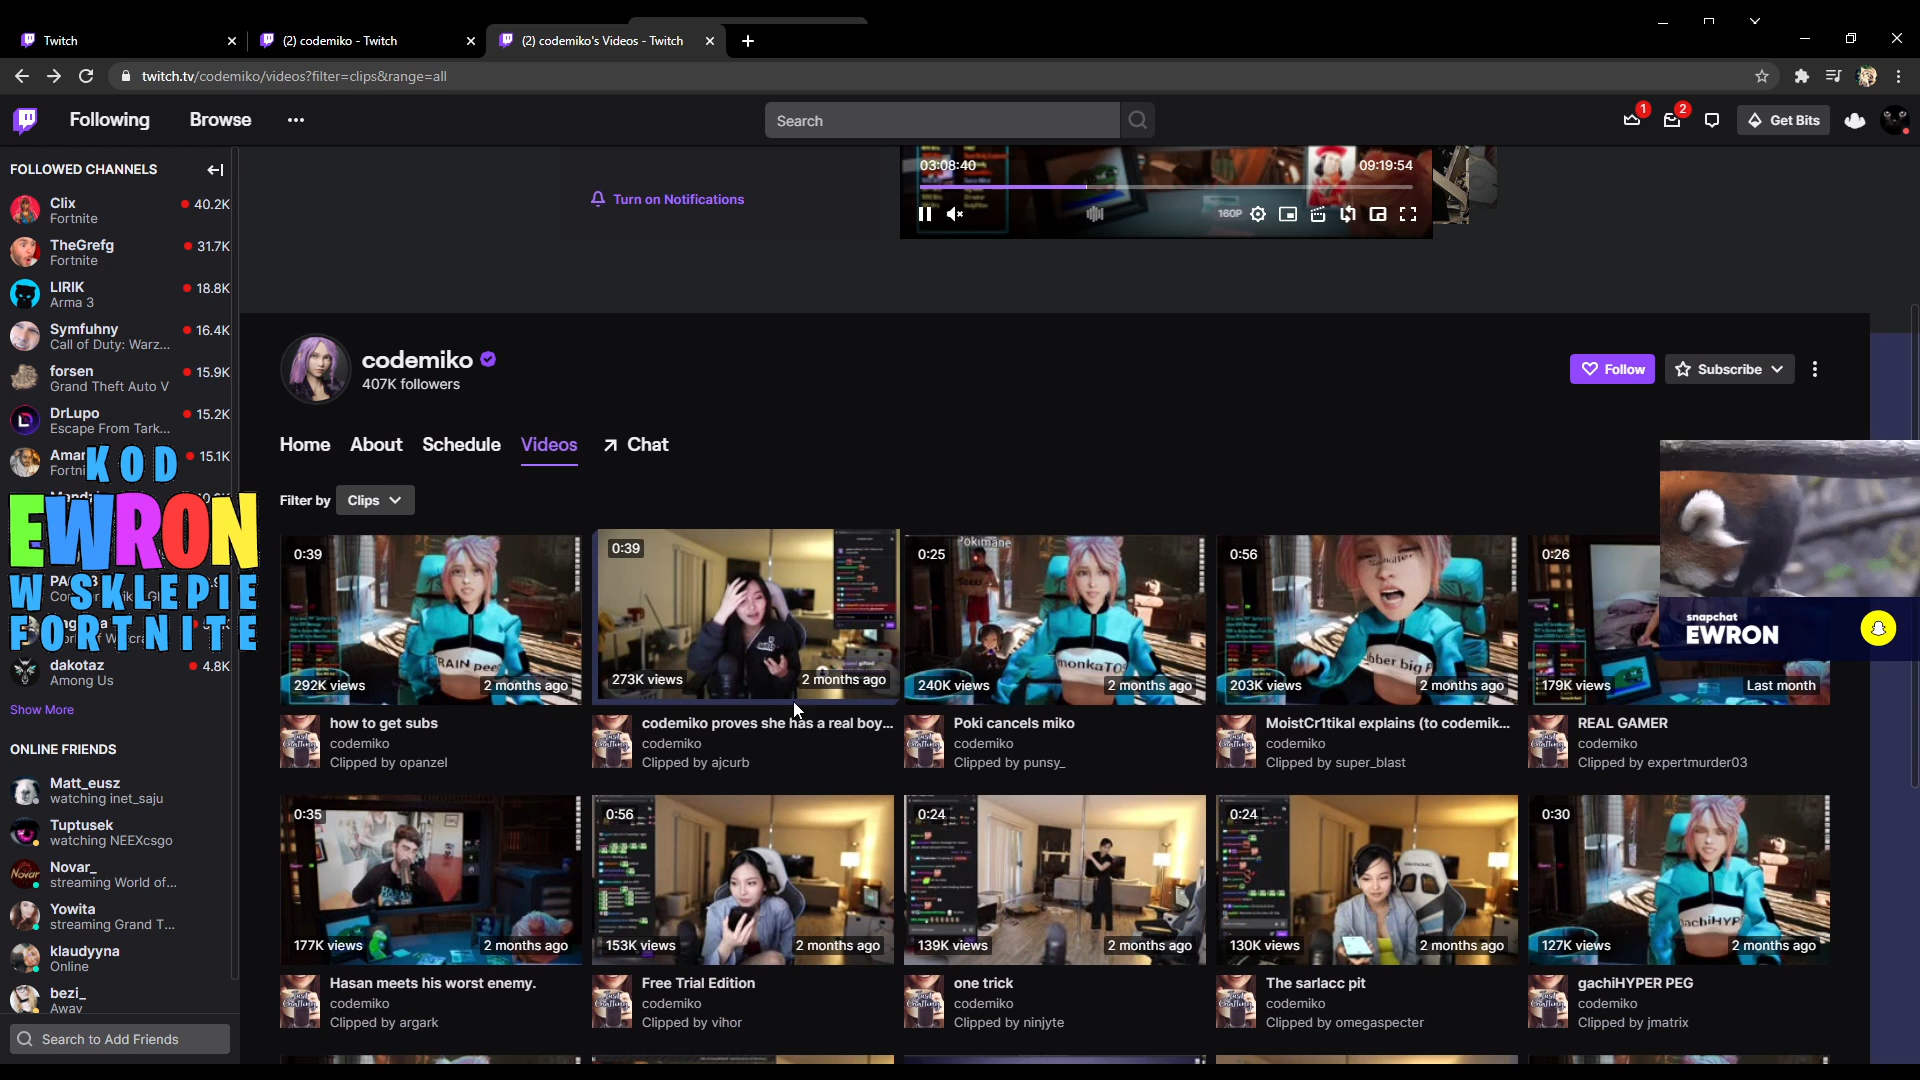 Twitch
(2) codemiko - Twitch
(2) codemiko's Videos - Twitch
twitch.tv/codemiko/videos?filter=clips&range=all
Following
Browse
Search
1
2
Get Bits
FOLLOWED CHANNELS
Clix
40.2K
Fortnite
TheGrefg
31.7K
Fortnite
LIRIK
18.8K
Arma 3
Symfuhny
16.4K
Call of Duty: Warz...
forsen
15.9K
Grand Theft Auto V
DrLupo
15.2K
Escape From Tark...
15.1K
KOD
EWRON
W SKLEPIE
FORTNITE
dakotaz
4.8K
Among Us
Show More
ONLINE FRIENDS
Matt_eusz
watching inet_saju
Tuptusek
watching NEEXcsgo
Novar_
streaming World of...
Yowita
streaming Grand T...
klaudyyna
Online
bezi_
Away
Search to Add Friends
Turn on Notifications
03:08:40
09:19:54
160P
codemiko
407K followers
Follow
Subscribe
Home
About
Schedule
Videos
Chat
Filter by
Clips
0:39
292K views
2 months ago
how to get subs
codemiko
Clipped by opanzel
0:39
273K views
2 months ago
codemiko proves she has a real boy...
codemiko
Clipped by ajcurb
0:25
240K views
2 months ago
Poki cancels miko
codemiko
Clipped by punsy_
0:56
203K views
2 months ago
MoistCr1tikal explains (to codemik...
codemiko
Clipped by super_blast
0:26
179K views
Last month
REAL GAMER
codemiko
Clipped by expertmurder03
snapchat
EWRON
0:35
177K views
2 months ago
Hasan meets his worst enemy.
codemiko
Clipped by argark
0:56
153K views
2 months ago
Free Trial Edition
codemiko
Clipped by vihor
0:24
139K views
2 months ago
one trick
codemiko
Clipped by ninjyte
0:24
130K views
2 months ago
The sarlacc pit
codemiko
Clipped by omegaspecter
0:30
127K views
2 months ago
gachiHYPER PEG
codemiko
Clipped by jmatrix